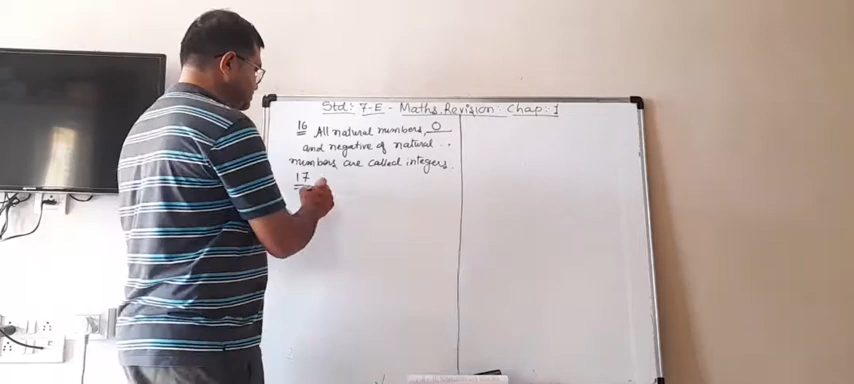 Std:- 7-E - Maths Revision: Chap:1
16 All natural numbers, 0
and negative of natural ..
numbers are called integers.
17